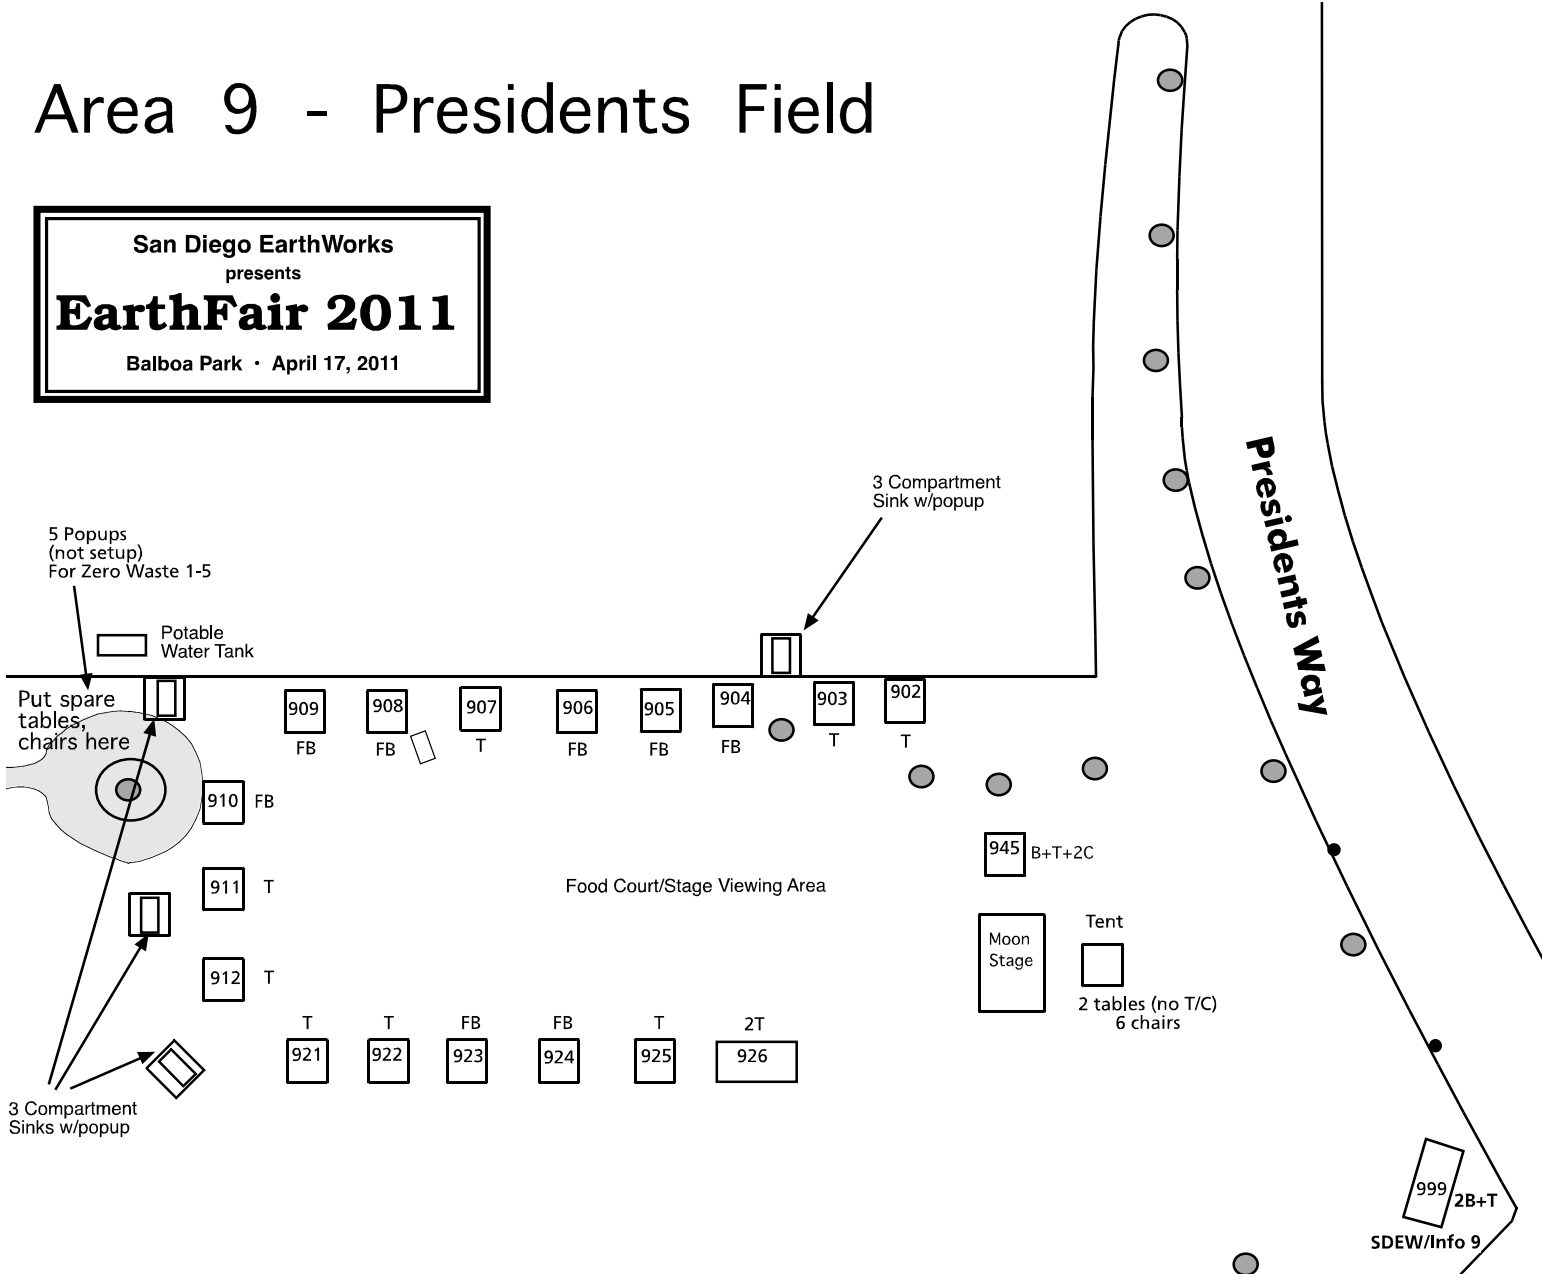 Area 9 - Presidents Field
San Diego EarthWorks
presents
EarthFair 2011
Balboa Park · April 17, 2011
Presidents Way
3 Compartment
Sink w/popup
5 Popups
(not setup)
For Zero Waste 1-5
Potable
Water Tank
Put spare
tables,
chairs here
909
FB
908
FB
907
T
906
FB
905
FB
904
FB
903
T
902
T
910 FB
911 T
912 T
Food Court/Stage Viewing Area
945 B+T+2C
Moon
Stage
Tent
2 tables (no T/C)
6 chairs
T
921
T
922
FB
923
FB
924
T
925
2T
926
3 Compartment
Sinks w/popup
999 2B+T
SDEW/Info 9